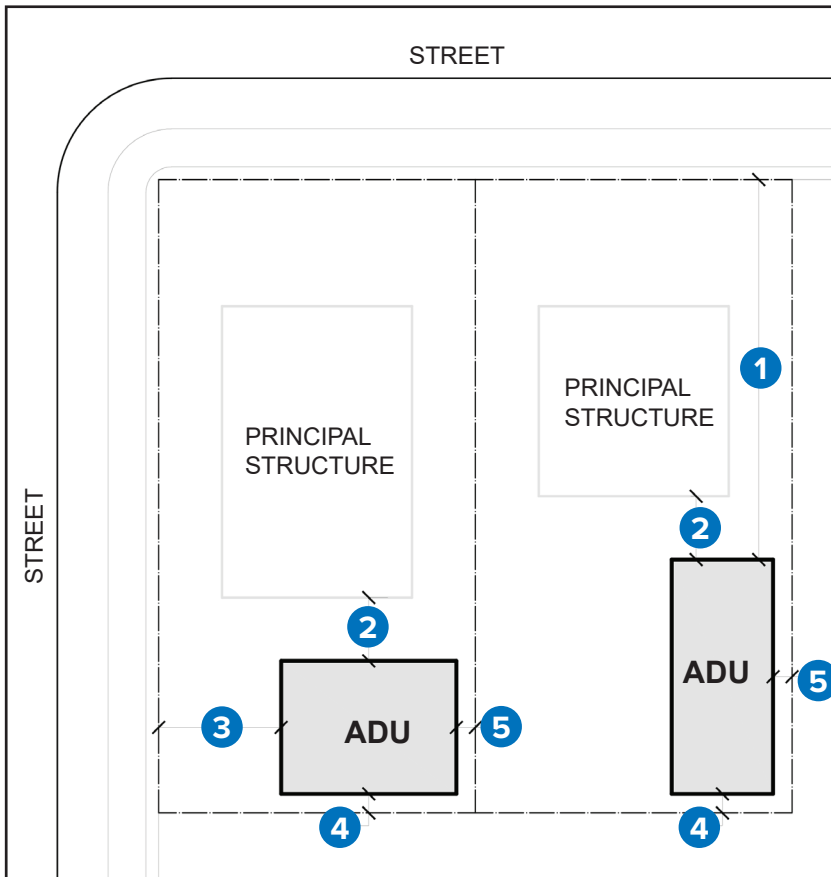 STREET
STREET
PRINCIPAL
STRUCTURE
PRINCIPAL
STRUCTURE
1
2
2
ADU
5
3
ADU
5
4
4